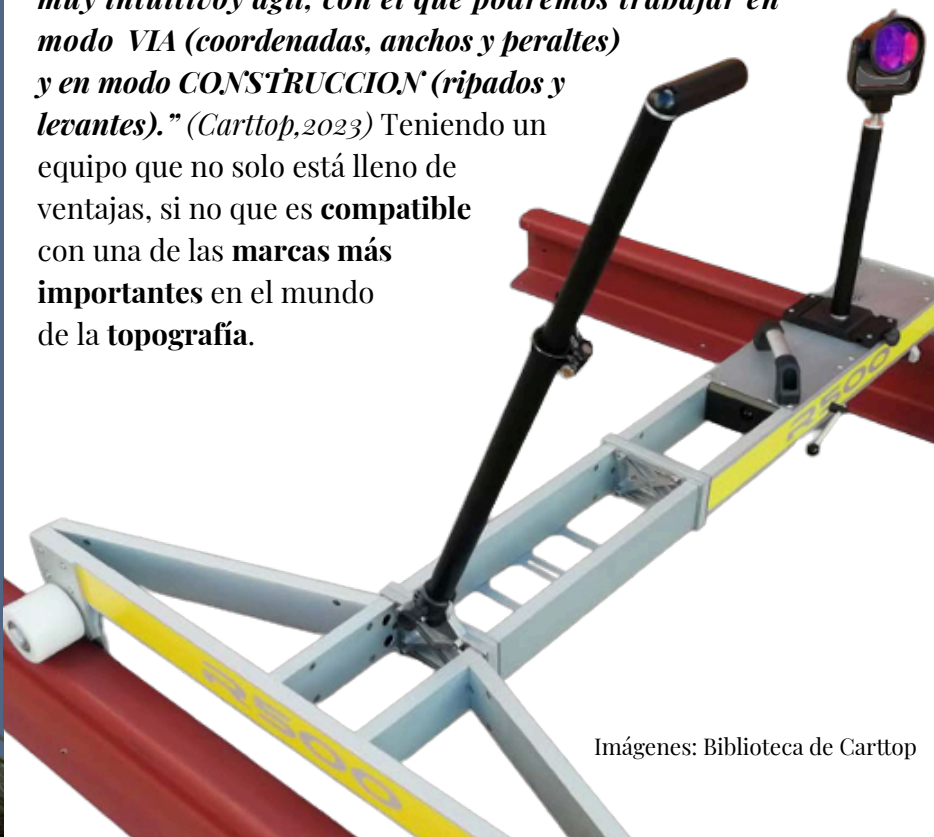 muy intuitivoy ágil, con el que podremos trabajar en
modo VIA (coordenadas, anchos y peraltes)
y en modo CONSTRUCCION (ripados y
levantes).” (Carttop,2023) Teniendo un
equipo que no solo está lleno de
ventajas, si no que es compatible
con una de las marcas más
importantes en el mundo
de la topografía.
R500
R500
Imágenes: Biblioteca de Carttop